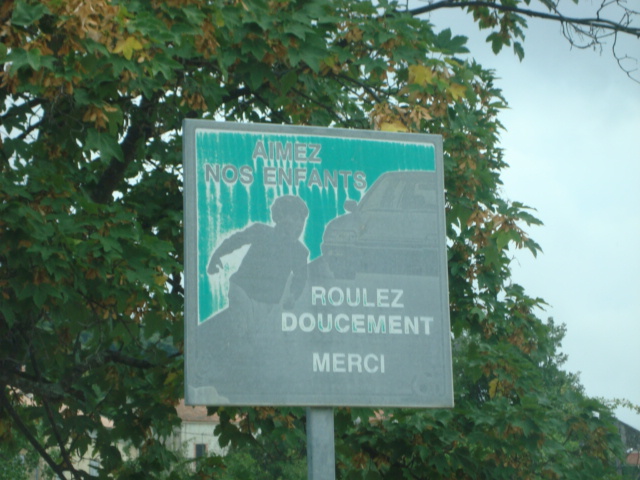 AIMEZ
NOS ENFANTS
ROULEZ
DOUCEMENT
MERCI